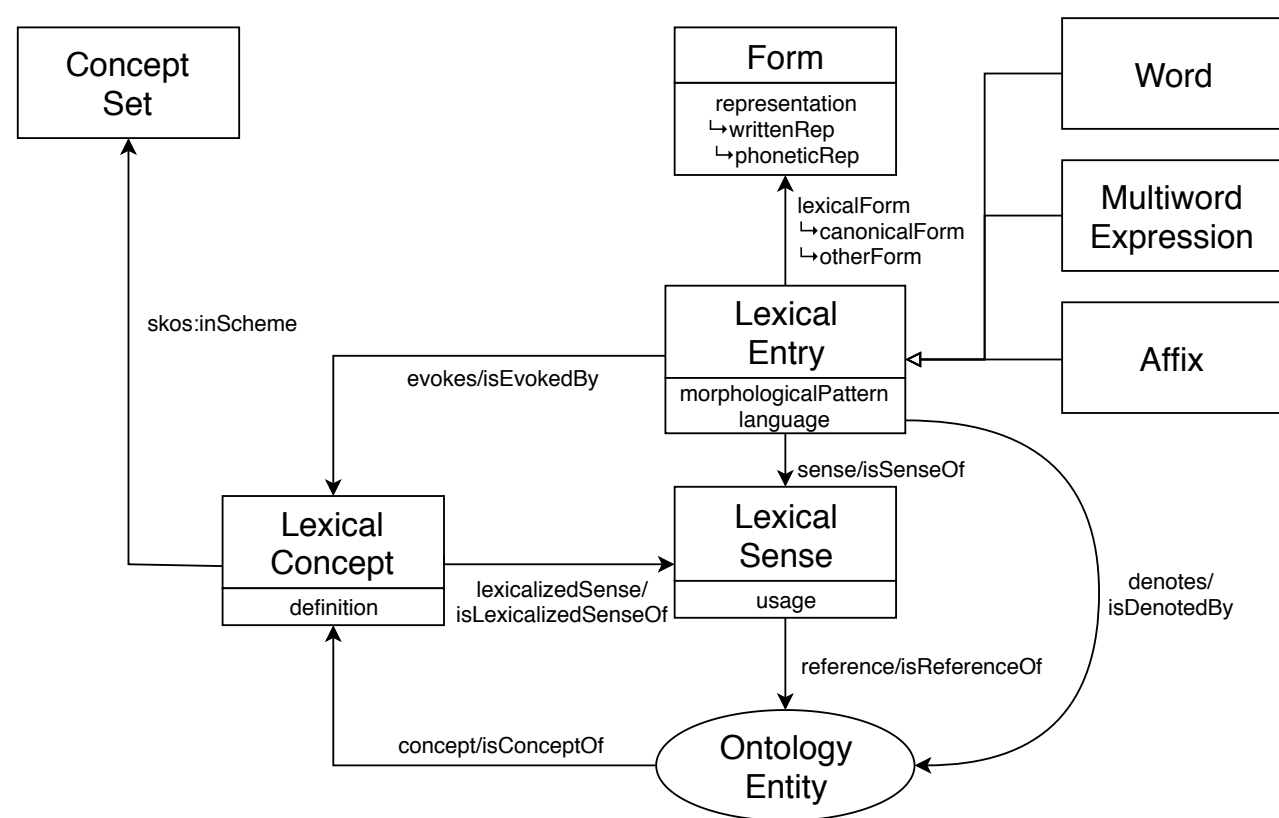 Concept
Set
Form
representation
↳writtenRep
↳phoneticRep
Word
Multiword
Expression
Affix
lexicalForm
↳canonicalForm
↳otherForm
skos:inScheme
Lexical
Entry
morphologicalPattern
language
evokes/isEvokedBy
sense/isSenseOf
Lexical
Concept
definition
lexicalizedSense/
isLexicalizedSenseOf
Lexical
Sense
usage
denotes/
isDenotedBy
reference/isReferenceOf
concept/isConceptOf
Ontology
Entity